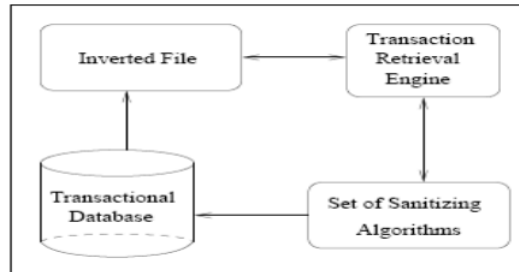 Inverted File
Transaction
Retrieval
Engine
Transactional
Database
Set of Sanitizing
Algorithms